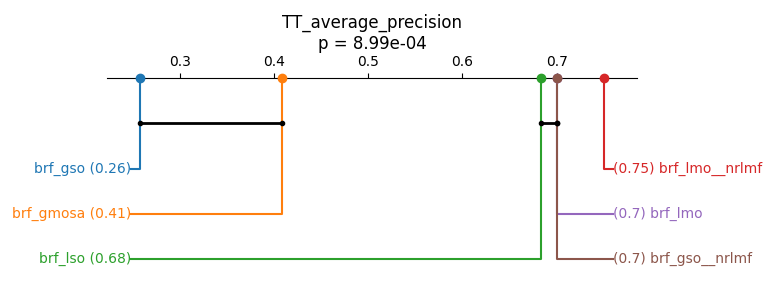 TT_average_precision
p = 8.99e-04
0.3 0.4 0.5 0.6 0.7
brf_gso (0.26)
(0.75) brf_lmo__nrlmf
brf_gmosa (0.41)
(0.7) brf_lmo
brf_lso (0.68)
(0.7) brf_gso__nrlmf